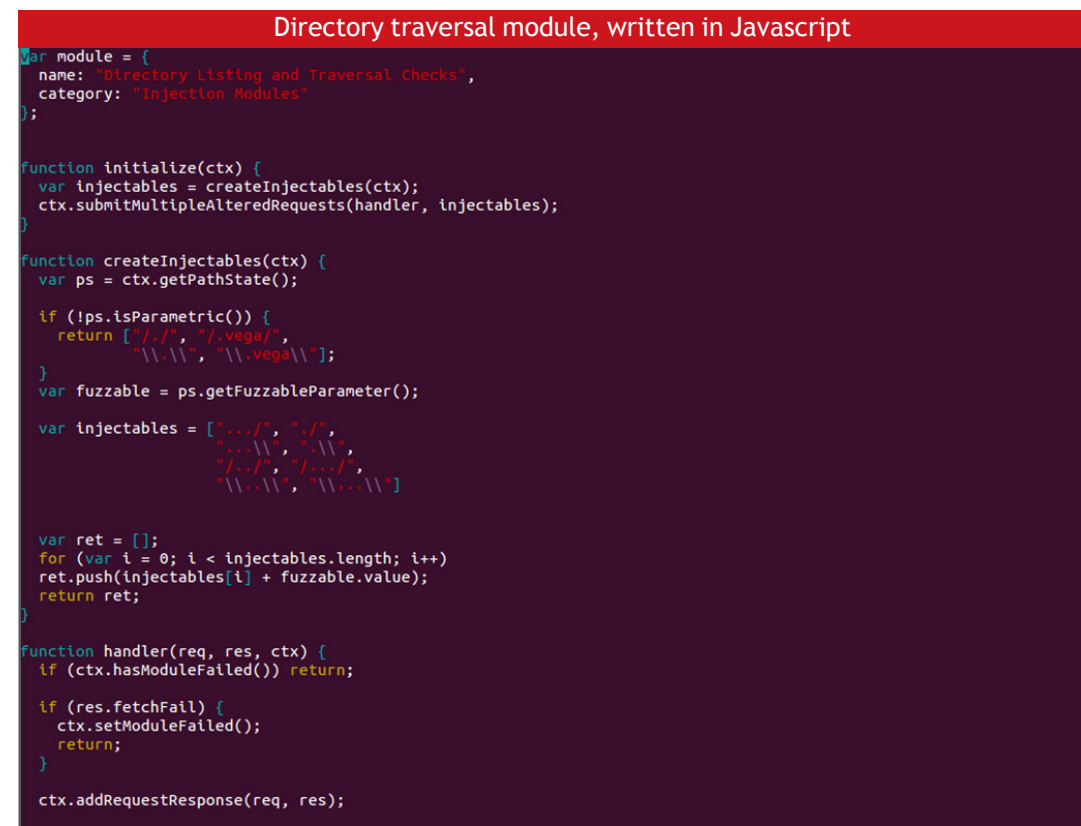 Directory traversal module, written in Javascript
var module = {
  name: "Directory Listing and Traversal Checks",
  category: "Injection Modules"
};
function initialize(ctx) {
  var injectables = createInjectables(ctx);
  ctx.submitMultipleAlteredRequests(handler, injectables);
}
function createInjectables(ctx) {
  var ps = ctx.getPathState();
  if (!ps.isParametric()) {
    return ["/./", "/.vega/",
            "\\.\\", "\\.vega\\"];
  }
  var fuzzable = ps.getFuzzableParameter();
  var injectables = [".../", "./",
                     "...\\", ".\\",
                     "/../", "/.../",
                     "\\..\\", "\\...\\"]
  var ret = [];
  for (var i = 0; i < injectables.length; i++)
  ret.push(injectables[i] + fuzzable.value);
  return ret;
}
function handler(req, res, ctx) {
  if (ctx.hasModuleFailed()) return;
  if (res.fetchFail) {
    ctx.setModuleFailed();
    return;
  }
  ctx.addRequestResponse(req, res);